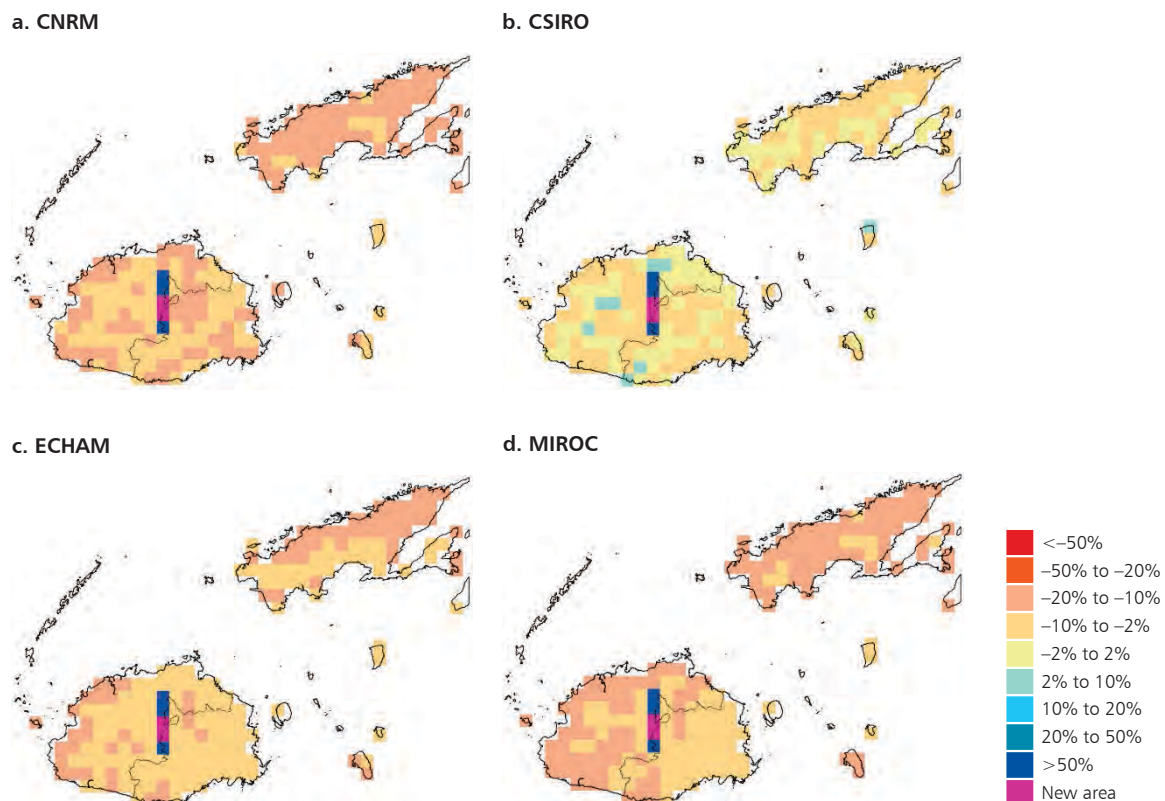 a. CNRM
b. CSIRO
c. ECHAM
d. MIROC
<–50%
–50% to –20%
–20% to –10%
–10% to –2%
–2% to 2%
2% to 10%
10% to 20%
20% to 50%
>50%
New area